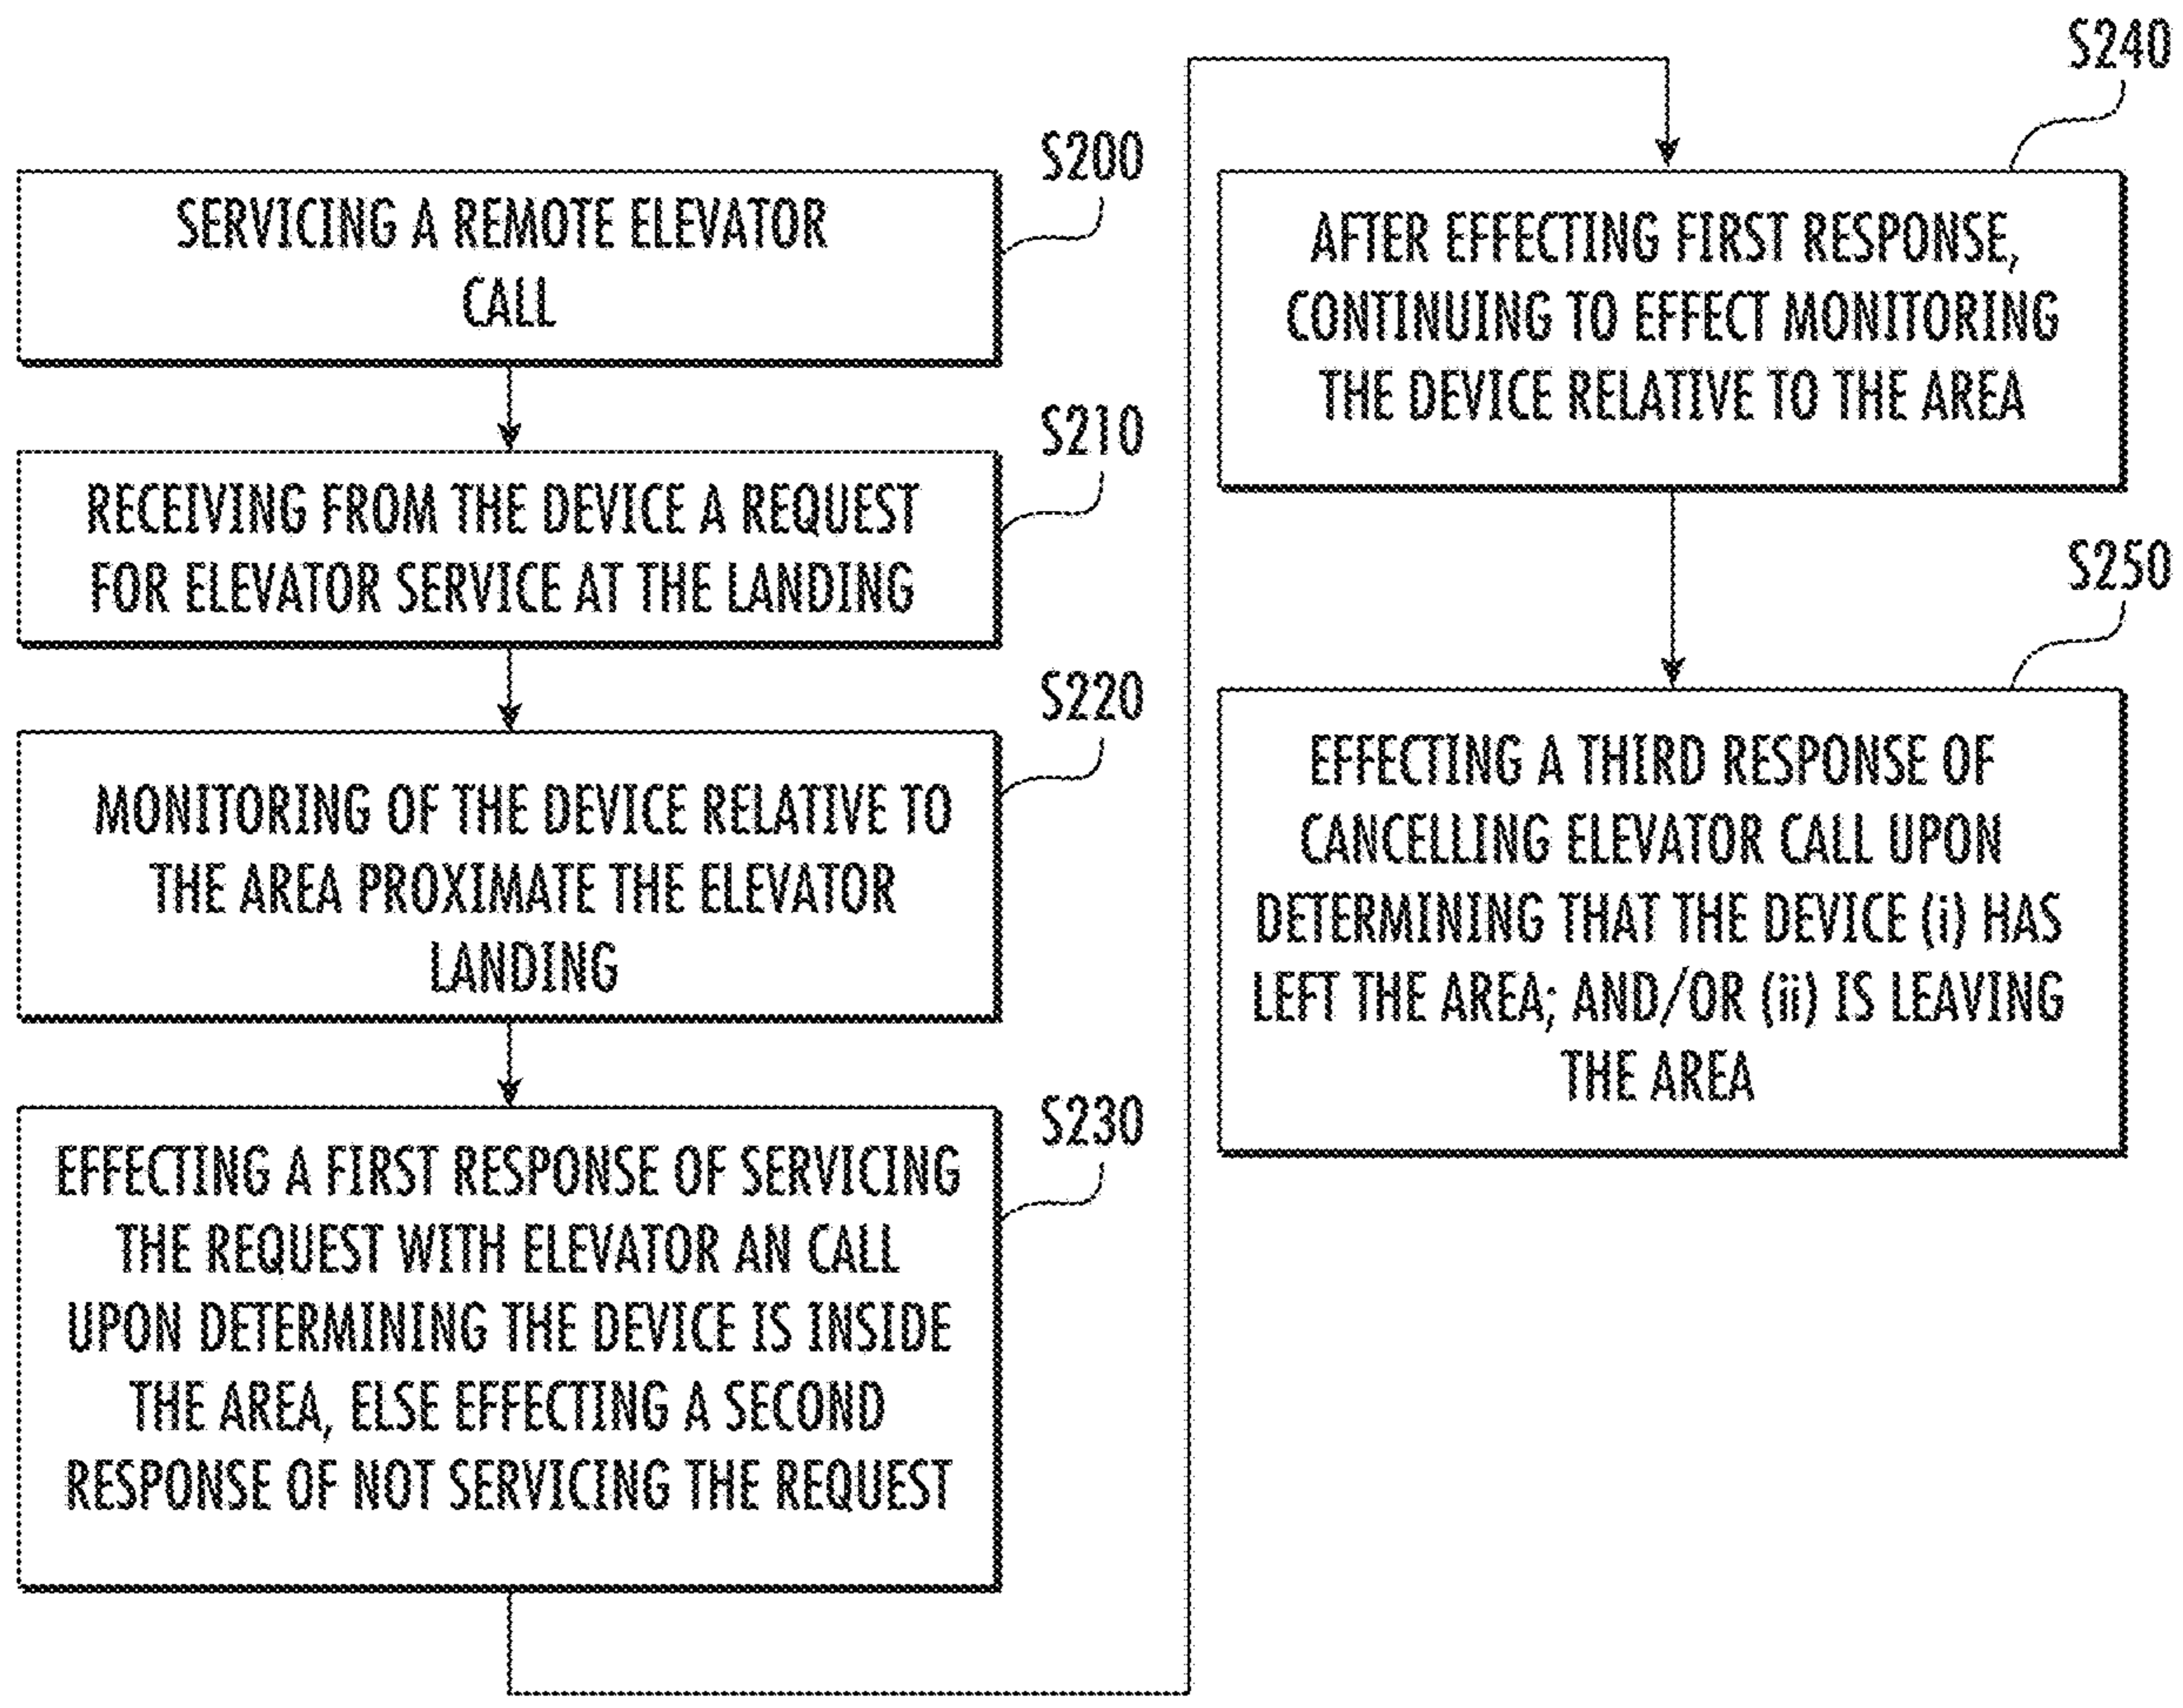 S200
SERVICING A REMOTE ELEVATOR
CALL
S210
RECEIVING FROM THE DEVICE A REQUEST
FOR ELEVATOR SERVICE AT THE LANDING
S220
MONITORING OF THE DEVICE RELATIVE TO
THE AREA PROXIMATE THE ELEVATOR
LANDING
S230
EFFECTING A FIRST RESPONSE OF SERVICING
THE REQUEST WITH ELEVATOR AN CALL
UPON DETERMINING THE DEVICE IS INSIDE
THE AREA, ELSE EFFECTING A SECOND
RESPONSE OF NOT SERVICING THE REQUEST
S240
AFTER EFFECTING FIRST RESPONSE,
CONTINUING TO EFFECT MONITORING
THE DEVICE RELATIVE TO THE AREA
S250
EFFECTING A THIRD RESPONSE OF
CANCELLING ELEVATOR CALL UPON
DETERMINING THAT THE DEVICE (i) HAS
LEFT THE AREA; AND/OR (ii) IS LEAVING
THE AREA